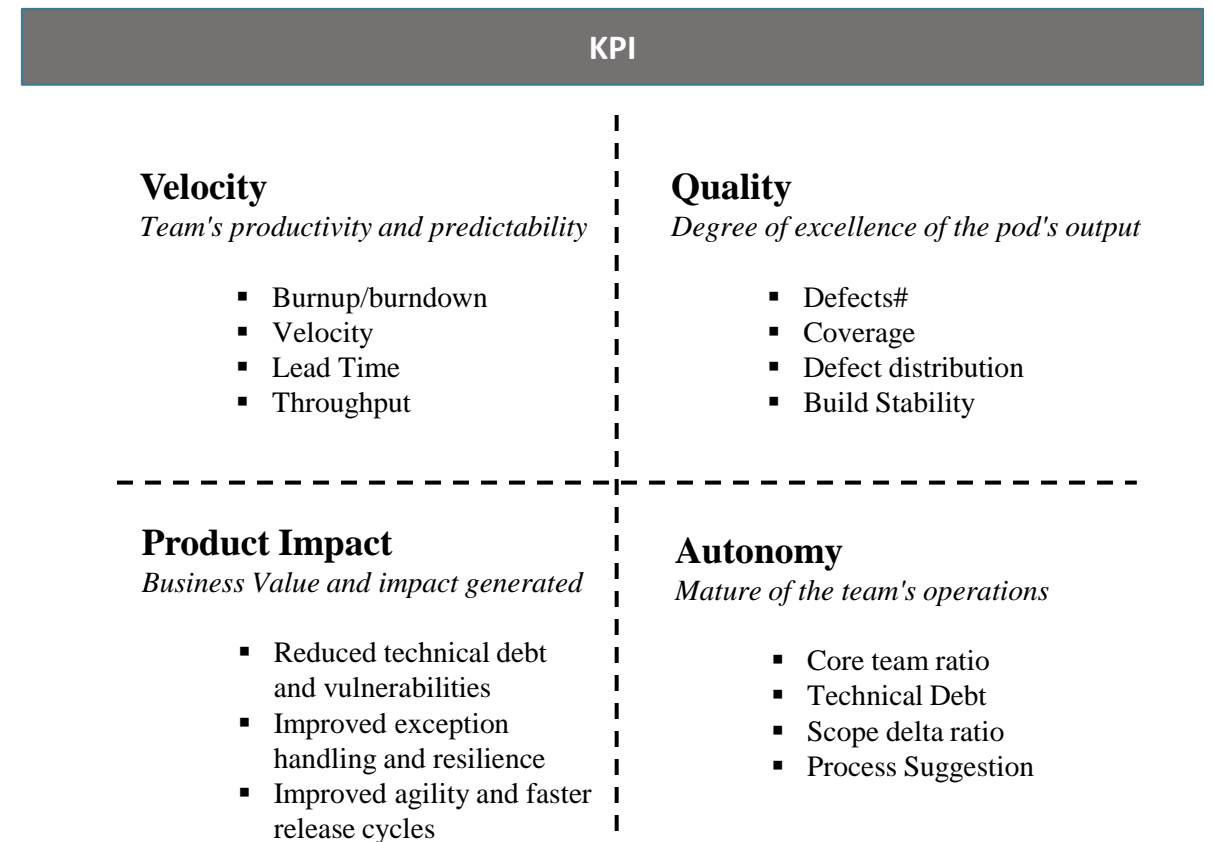 KPI
Velocity
Team's productivity and predictability
▪ Burnup/burndown
▪ Velocity
▪ Lead Time
▪ Throughput
Quality
Degree of excellence of the pod's output
▪ Defects#
▪ Coverage
▪ Defect distribution
▪ Build Stability
Product Impact
Business Value and impact generated
▪ Reduced technical debt
and vulnerabilities
▪ Improved exception
handling and resilience
▪ Improved agility and faster
release cycles
Autonomy
Mature of the team's operations
▪ Core team ratio
▪ Technical Debt
▪ Scope delta ratio
▪ Process Suggestion